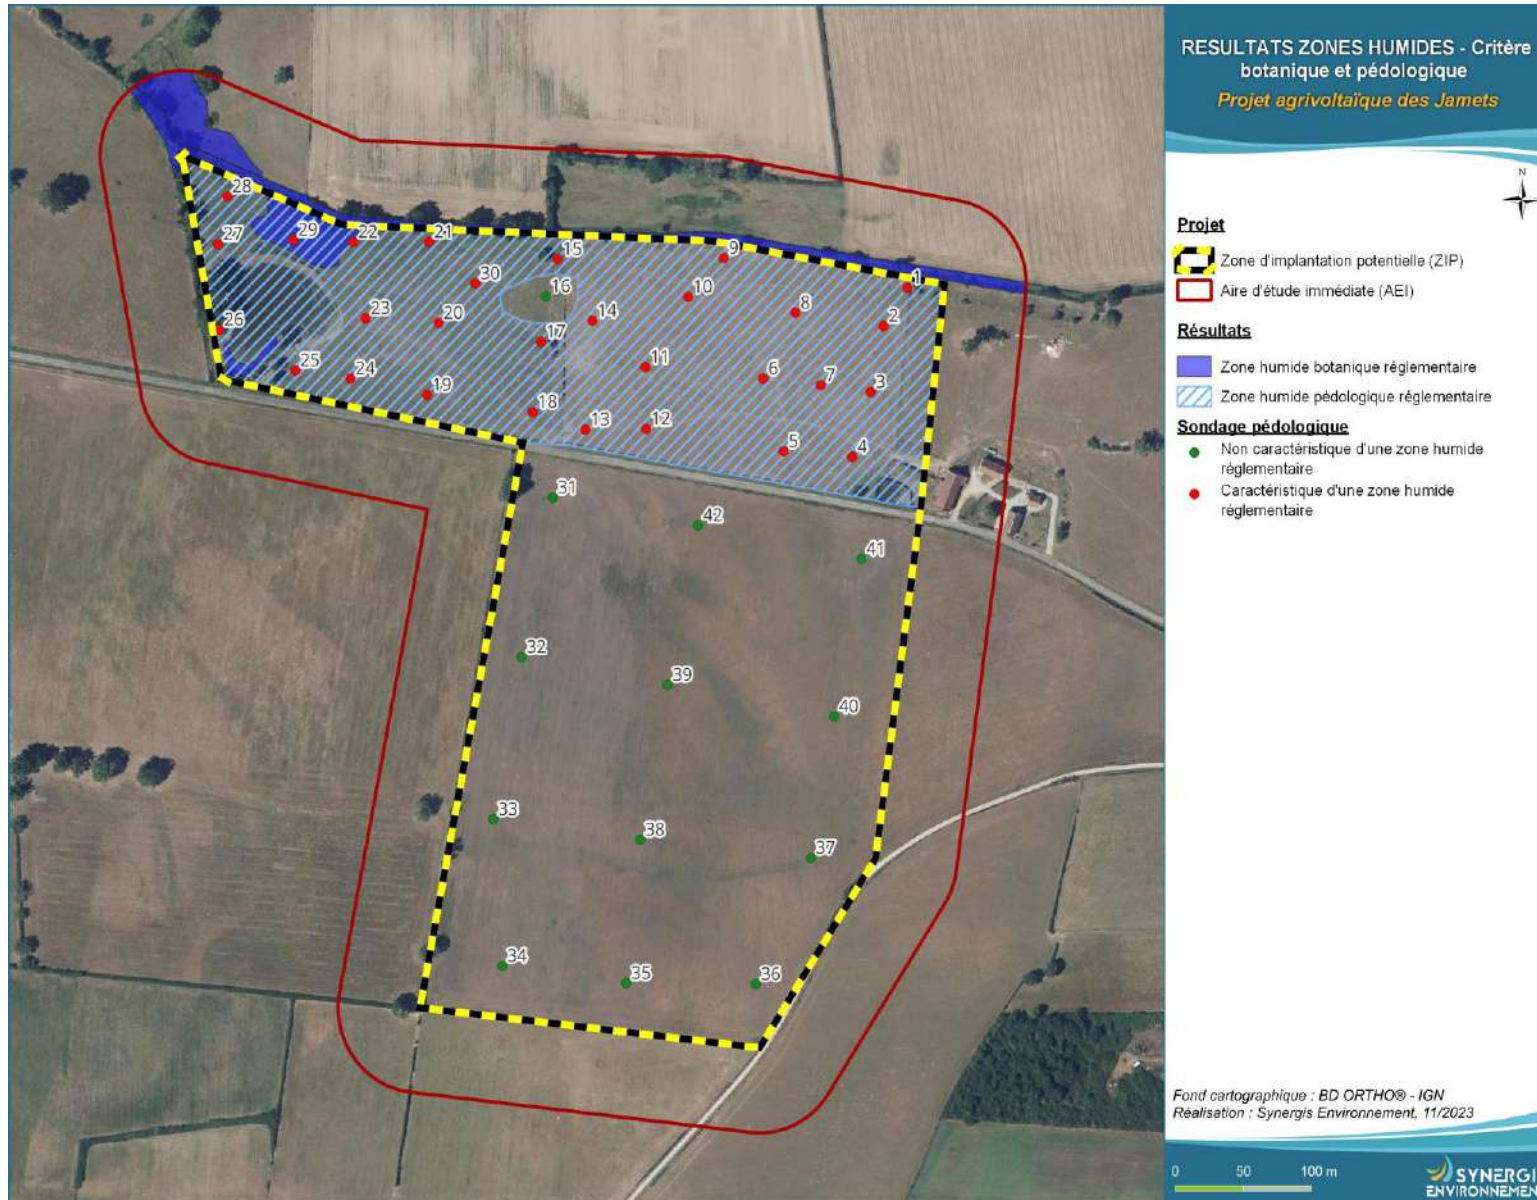 RESULTATS ZONES HUMIDES - Critère
botanique et pédologique
Projet agrivoltaïque des Jamets
N
Projet
Zone d'implantation potentielle (ZIP)
Aire d'étude immédiate (AEI)
Résultats
Zone humide botanique réglementaire
Zone humide pédologique réglementaire
Sondage pédologique
Non caractéristique d'une zone humide
réglementaire
Caractéristique d'une zone humide
réglementaire
28
27
29
22
21
15
9
1
30
16
10
8
2
26
23
20
17
14
11
6
7
3
25
24
19
18
13
12
5
4
31
42
41
32
39
40
33
38
37
34
35
36
Fond cartographique : BD ORTHO® - IGN
Réalisation : Synergis Environnement, 11/2023
0 50 100 m
SYNERGI
ENVIRONNEMEN